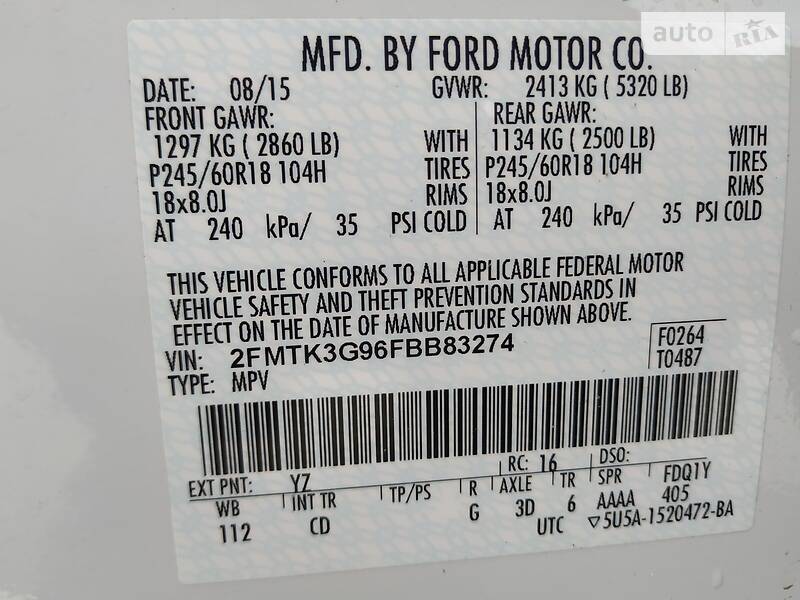 auto RIA
MFD. BY FORD MOTOR CO.
DATE: 08/15 GVWR: 2413 KG ( 5320 LB)
FRONT GAWR: REAR GAWR:
1297 KG ( 2860 LB) WITH 1134 KG ( 2500 LB) WITH
P245/60R18 104H TIRES P245/60R18 104H TIRES
18x8.0J RIMS 18x8.0J RIMS
AT 240 kPa/ 35 PSI COLD AT 240 kPa/ 35 PSI COLD
THIS VEHICLE CONFORMS TO ALL APPLICABLE FEDERAL MOTOR
VEHICLE SAFETY AND THEFT PREVENTION STANDARDS IN
EFFECT ON THE DATE OF MANUFACTURE SHOWN ABOVE.
VIN: 2FMTK3G96FBB83274 F0264
TYPE: MPV T0487
EXT PNT: YZ RC: 16 DSO:
WB INT TR TP/PS R AXLE TR SPR FDQ1Y
112 CD G 3D 6 AAAA 405
UTC ▽5U5A-1520472-BA